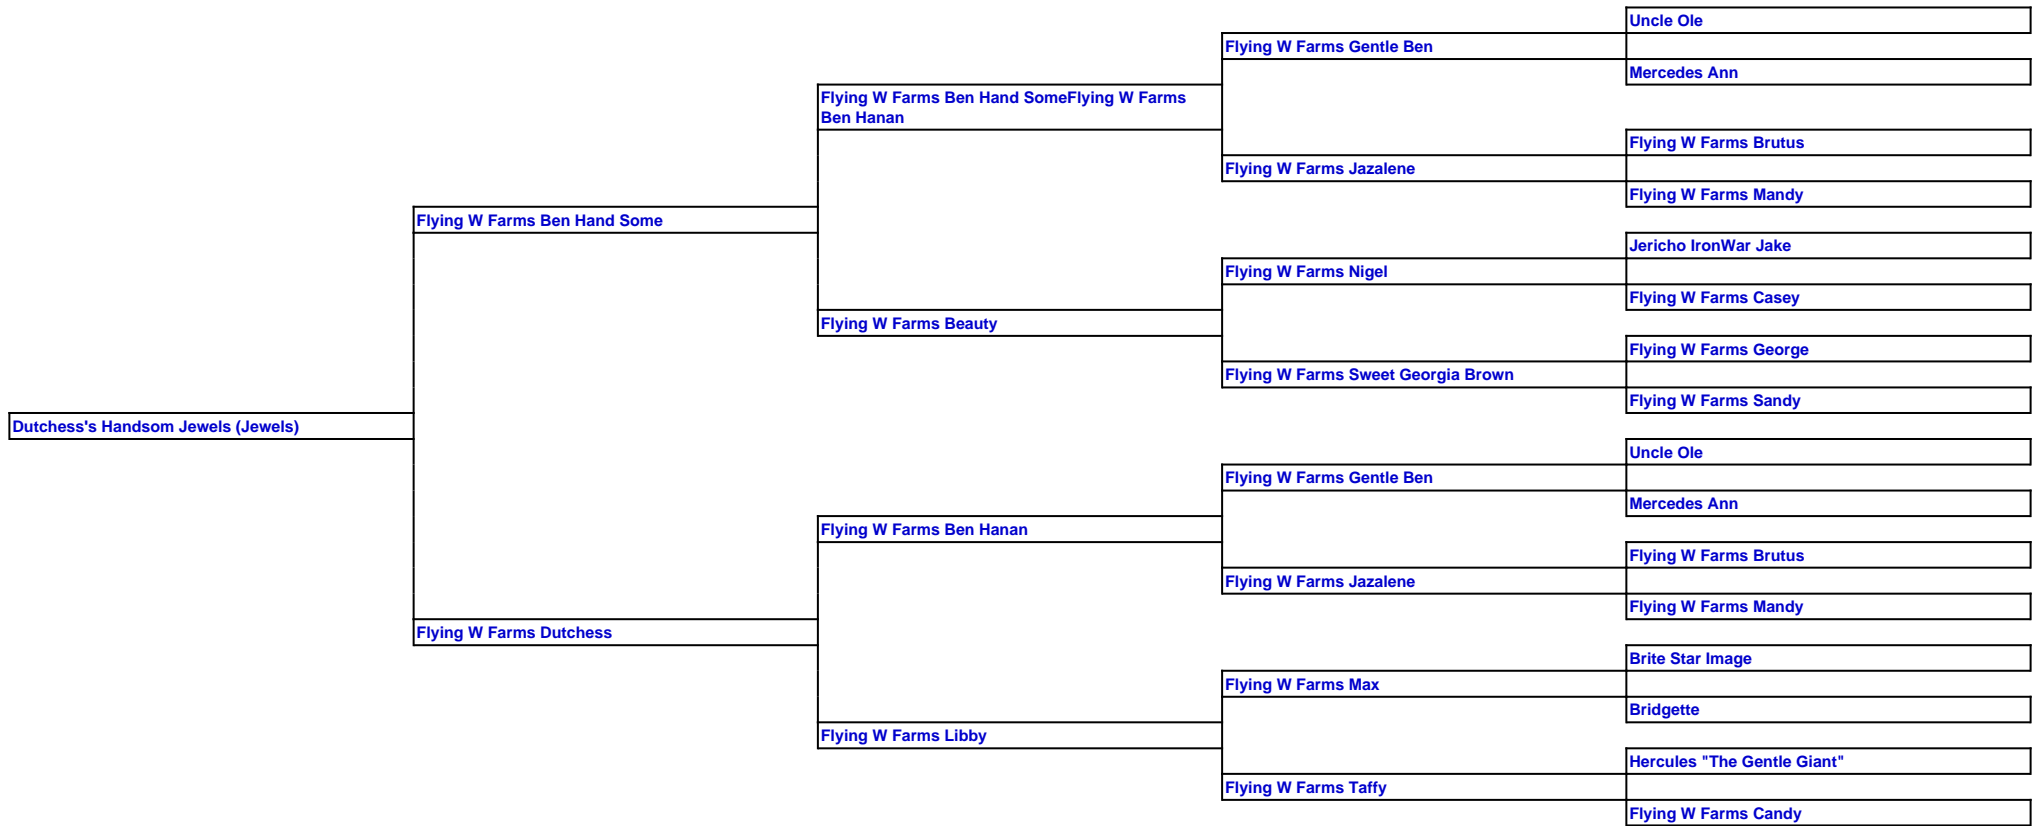 Uncle Ole
Flying W Farms Gentle Ben
Mercedes Ann
Flying W Farms Ben Hand SomeFlying W Farms
Ben Hanan
Flying W Farms Brutus
Flying W Farms Jazalene
Flying W Farms Mandy
Flying W Farms Ben Hand Some
Jericho IronWar Jake
Flying W Farms Nigel
Flying W Farms Casey
Flying W Farms Beauty
Flying W Farms George
Flying W Farms Sweet Georgia Brown
Flying W Farms Sandy
Dutchess's Handsom Jewels (Jewels)
Uncle Ole
Flying W Farms Gentle Ben
Mercedes Ann
Flying W Farms Ben Hanan
Flying W Farms Brutus
Flying W Farms Jazalene
Flying W Farms Mandy
Flying W Farms Dutchess
Brite Star Image
Flying W Farms Max
Bridgette
Flying W Farms Libby
Hercules "The Gentle Giant"
Flying W Farms Taffy
Flying W Farms Candy